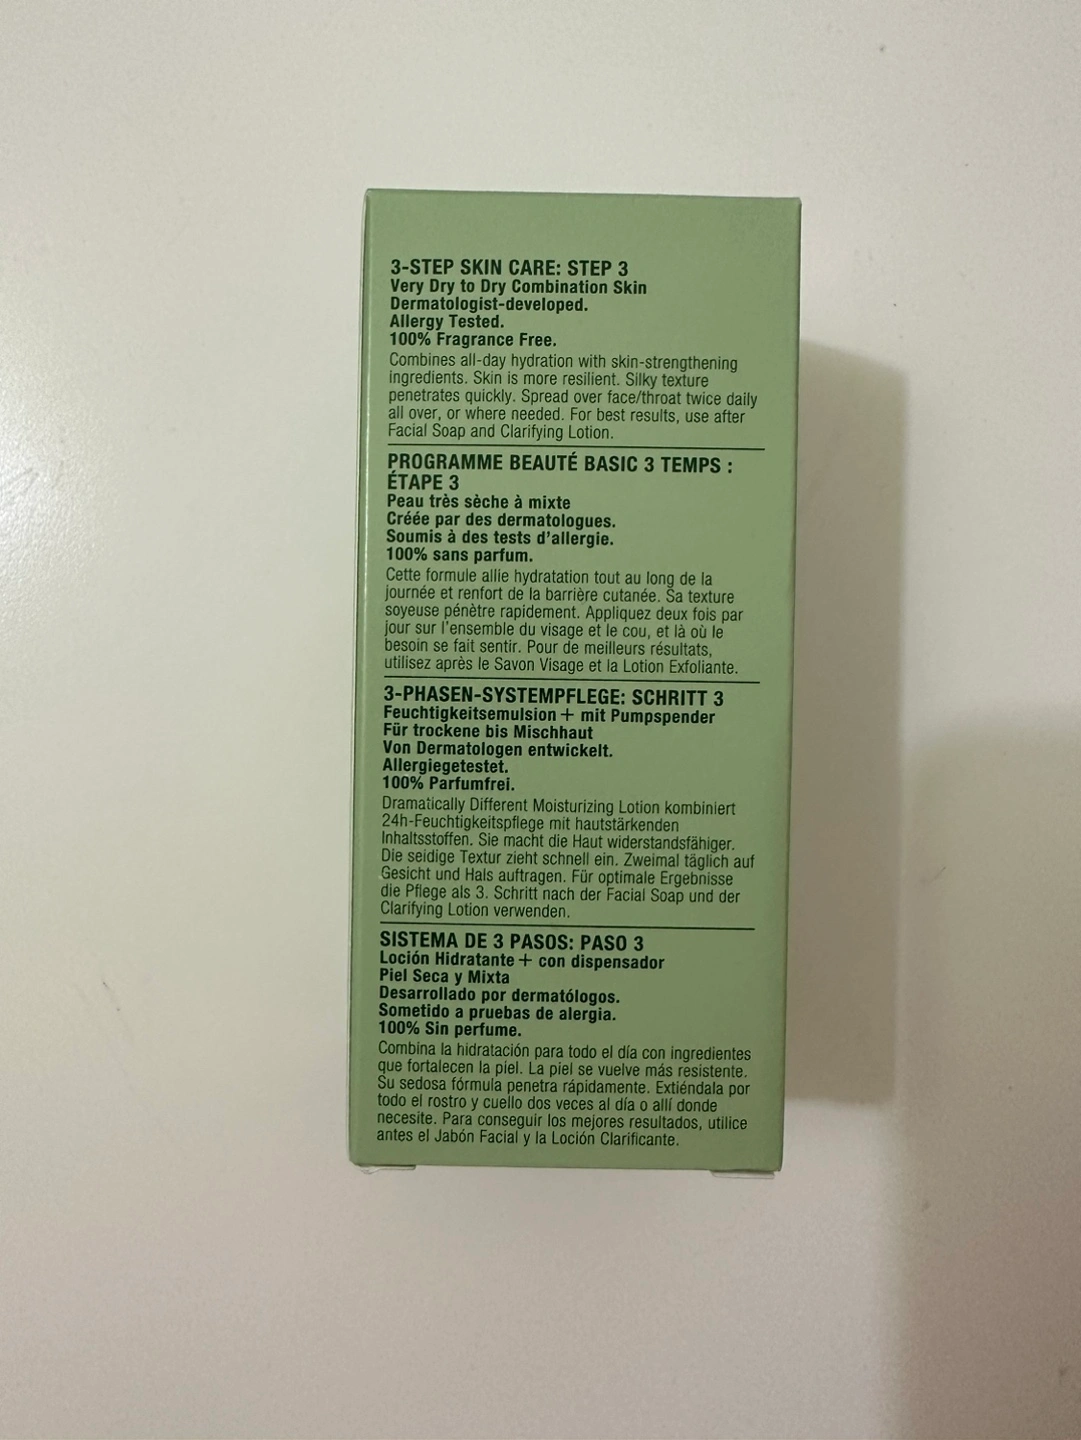 3-STEP SKIN CARE: STEP 3
Very Dry to Dry Combination Skin
Dermatologist-developed.
Allergy Tested.
100% Fragrance Free.
Combines all-day hydration with skin-strengthening
ingredients. Skin is more resilient. Silky texture
penetrates quickly. Spread over face/throat twice daily
all over, or where needed. For best results, use after
Facial Soap and Clarifying Lotion.
PROGRAMME BEAUTÉ BASIC 3 TEMPS :
ÉTAPE 3
Peau très sèche à mixte
Créée par des dermatologues.
Soumis à des tests d'allergie.
100% sans parfum.
Cette formule allie hydratation tout au long de la
journée et renfort de la barrière cutanée. Sa texture
soyeuse pénètre rapidement. Appliquez deux fois par
jour sur l'ensemble du visage et le cou, et là où le
besoin se fait sentir. Pour de meilleurs résultats,
utilisez après le Savon Visage et la Lotion Exfoliante.
3-PHASEN-SYSTEMPFLEGE: SCHRITT 3
Feuchtigkeitsemulsion + mit Pumpspender
Für trockene bis Mischhaut
Von Dermatologen entwickelt.
Allergiegetestet.
100% Parfumfrei.
Dramatically Different Moisturizing Lotion kombiniert
24h-Feuchtigkeitspflege mit hautstärkenden
Inhaltsstoffen. Sie macht die Haut widerstandsfähiger.
Die seidige Textur zieht schnell ein. Zweimal täglich auf
Gesicht und Hals auftragen. Für optimale Ergebnisse
die Pflege als 3. Schritt nach der Facial Soap und der
Clarifying Lotion verwenden.
SISTEMA DE 3 PASOS: PASO 3
Loción Hidratante + con dispensador
Piel Seca y Mixta
Desarrollado por dermatólogos.
Sometido a pruebas de alergia.
100% Sin perfume.
Combina la hidratación para todo el día con ingredientes
que fortalecen la piel. La piel se vuelve más resistente.
Su sedosa fórmula penetra rápidamente. Extiéndala por
todo el rostro y cuello dos veces al día o allí donde
necesite. Para conseguir los mejores resultados, utilice
antes el Jabón Facial y la Loción Clarificante.